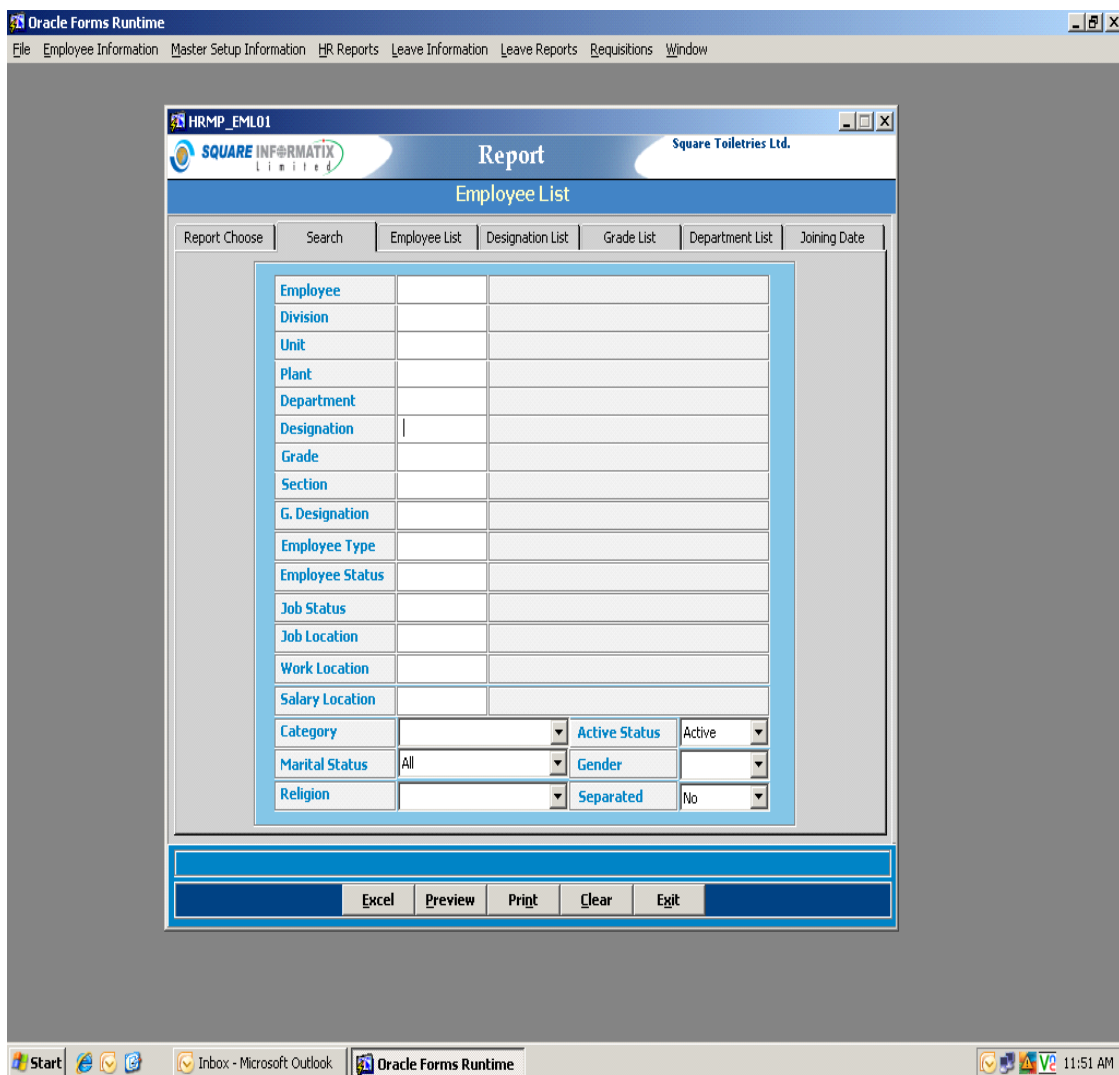 Oracle Forms Runtime
File Employee Information Master Setup Information HR Reports Leave Information Leave Reports Requisitions Window
HRMP_EML01
SQUARE INFORMATIX
Limited
Report
Square Toiletries Ltd.
Employee List
Report Choose Search Employee List Designation List Grade List Department List Joining Date
Employee
Division
Unit
Plant
Department
Designation
Grade
Section
G. Designation
Employee Type
Employee Status
Job Status
Job Location
Work Location
Salary Location
Category Active Status Active
Marital Status All Gender
Religion Separated No
Excel Preview Print Clear Exit
Start Inbox - Microsoft Outlook Oracle Forms Runtime 11:51 AM